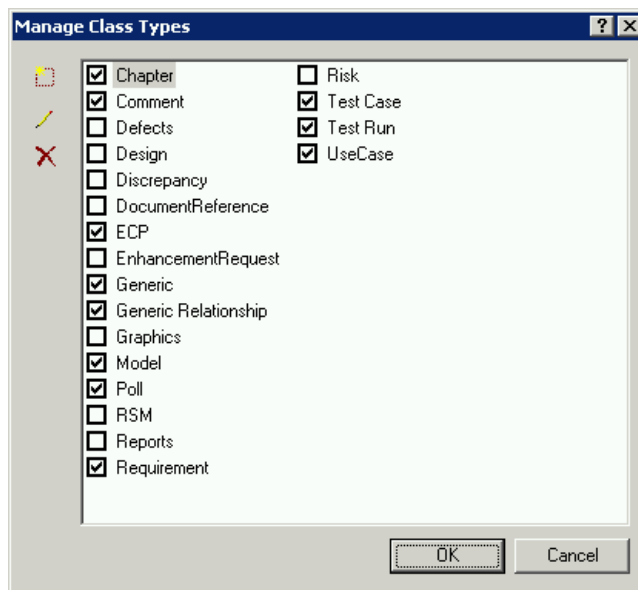 Manage Class Types
Chapter
Comment
Defects
Design
Discrepancy
DocumentReference
ECP
EnhancementRequest
Generic
Generic Relationship
Graphics
Model
Poll
RSM
Reports
Requirement
Risk
Test Case
Test Run
UseCase
OK
Cancel